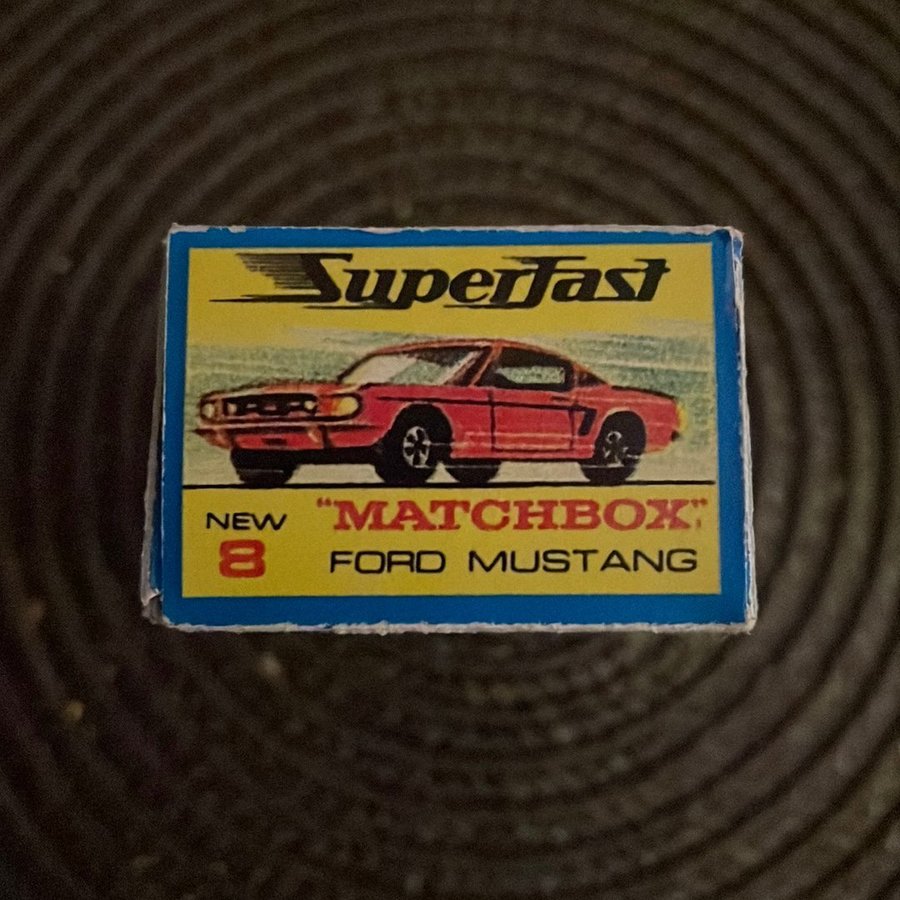 SuperFast
NEW "MATCHBOX"
8 FORD MUSTANG